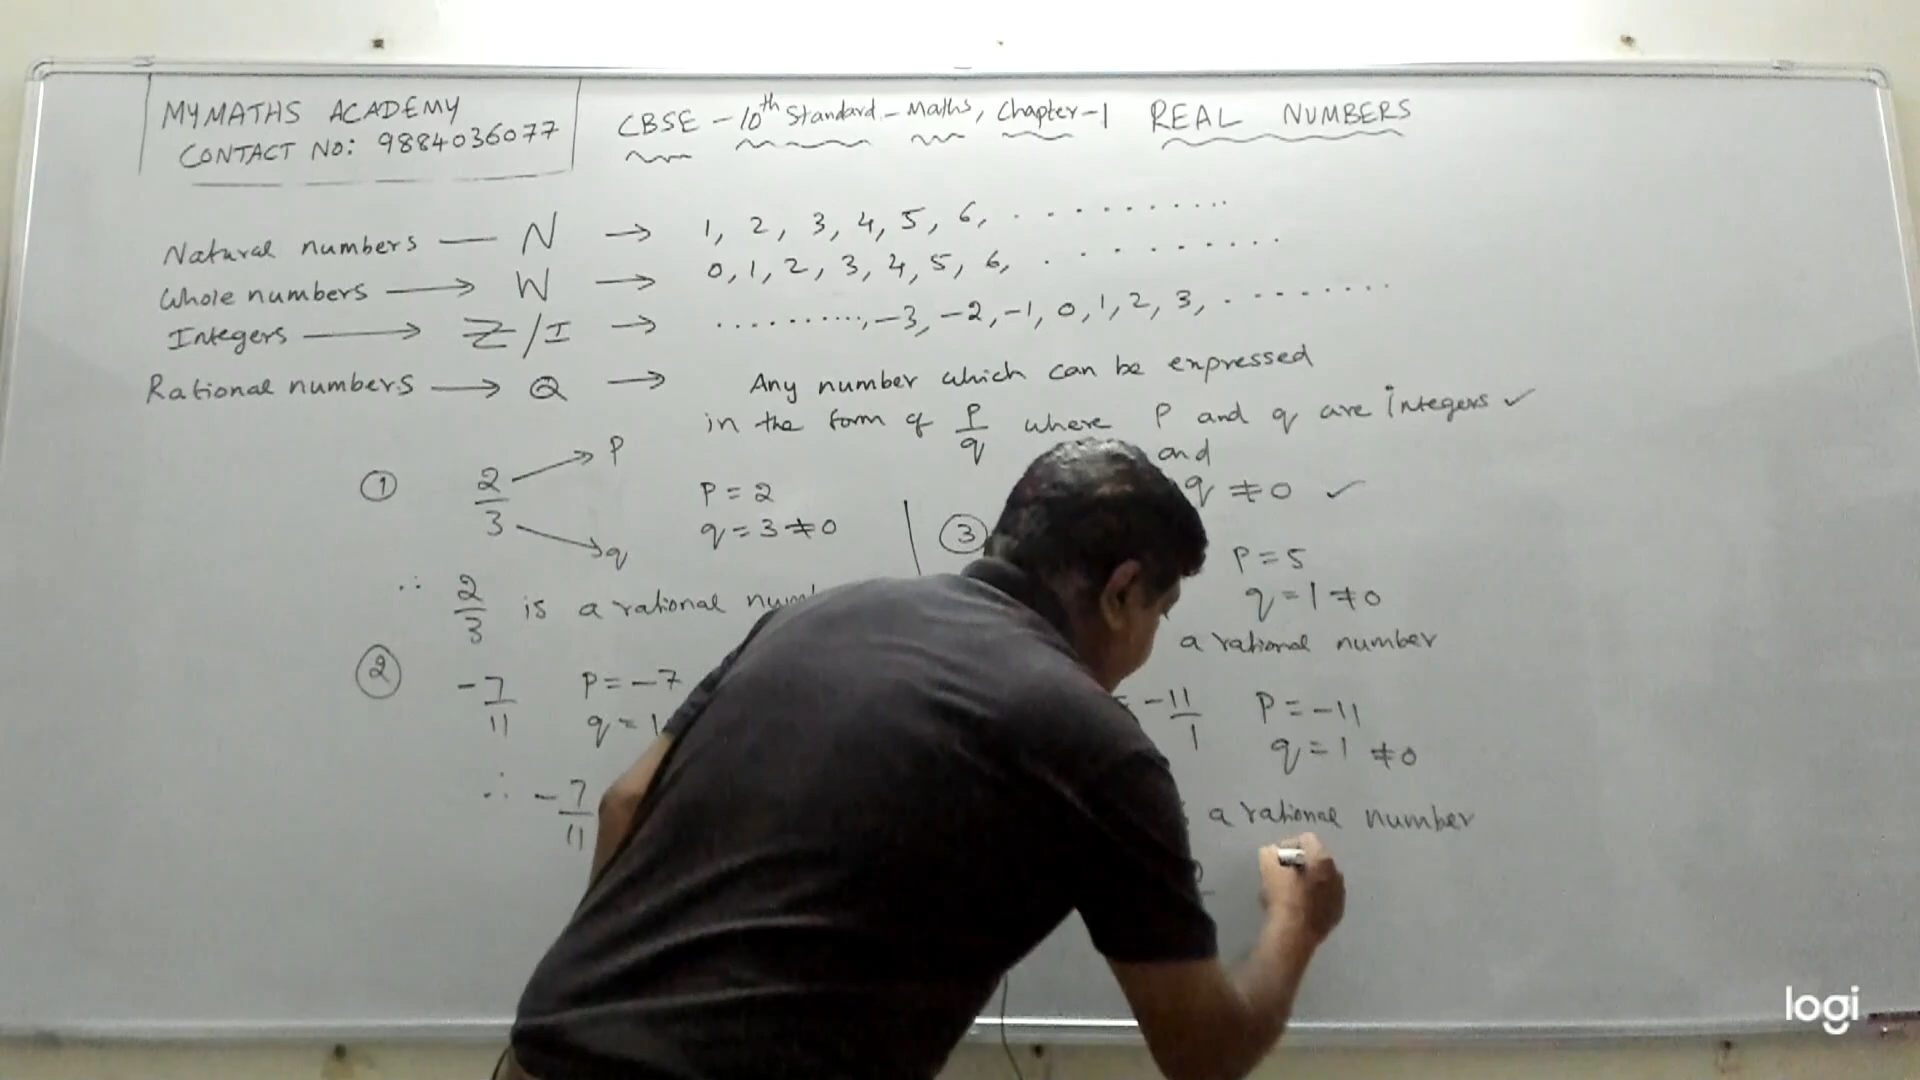 MYMATHS ACADEMY
CONTACT NO: 9884036077
CBSE - 10th Standard - Maths, Chapter-1 REAL NUMBERS
Natural numbers — N → 1, 2, 3, 4, 5, 6, ...........
Whole numbers → W → 0, 1, 2, 3, 4, 5, 6, .........
Integers → Z/I → .........., -3, -2, -1, 0, 1, 2, 3, ........
Rational numbers → Q → Any number which can be expressed
in the form of p/q where p and q are integers ✓
and
q ≠ 0 ✓
① 2/3 → p → q
p = 2
q = 3 ≠ 0
∴ 2/3 is a rational
② -7/11
p = -7
∴ -7/11
③
p = 5
q = 1 ≠ 0
a rational number
-11/1
p = -11
q = 1 ≠ 0
a rational number
logi